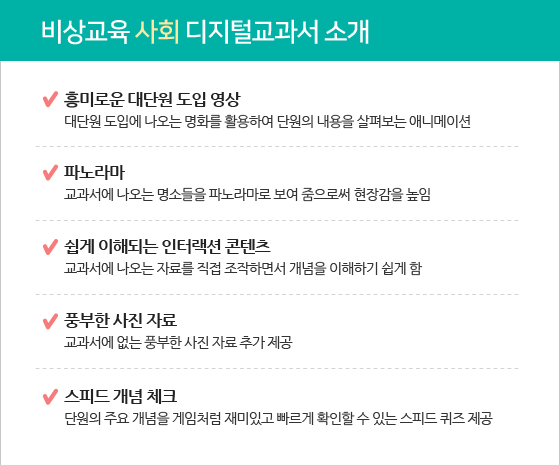 비상교육 사회 디지털교과서 소개
흥미로운 대단원 도입 영상
대단원 도입에 나오는 명화를 활용하여 단원의 내용을 살펴보는 애니메이션
파노라마
교과서에 나오는 명소들을 파노라마로 보여 줌으로써 현장감을 높임
쉽게 이해되는 인터랙션 콘텐츠
교과서에 나오는 자료를 직접 조작하면서 개념을 이해하기 쉽게 함
풍부한 사진 자료
교과서에 없는 풍부한 사진 자료 추가 제공
스피드 개념 체크
단원의 주요 개념을 게임처럼 재미있고 빠르게 확인할 수 있는 스피드 퀴즈 제공